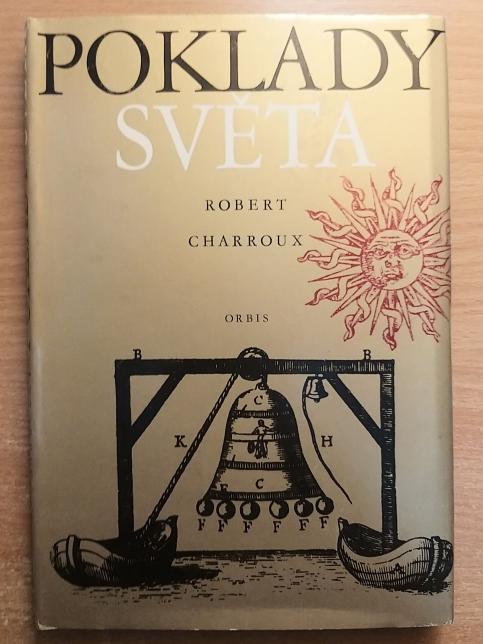 POKLADY
SVĚTA
ROBERT
CHARROUX
ORBIS
B B
C
K H
C
F
F F F F F F
A